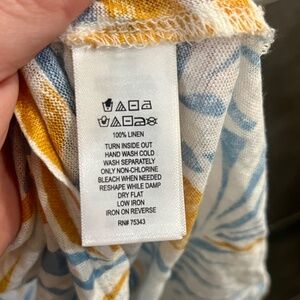 100% LINEN
TURN INSIDE OUT
HAND WASH COLD
WASH SEPARATELY
ONLY NON-CHLORINE
BLEACH WHEN NEEDED
RESHAPE WHILE DAMP
DRY FLAT
LOW IRON
IRON ON REVERSE
RN# 75343